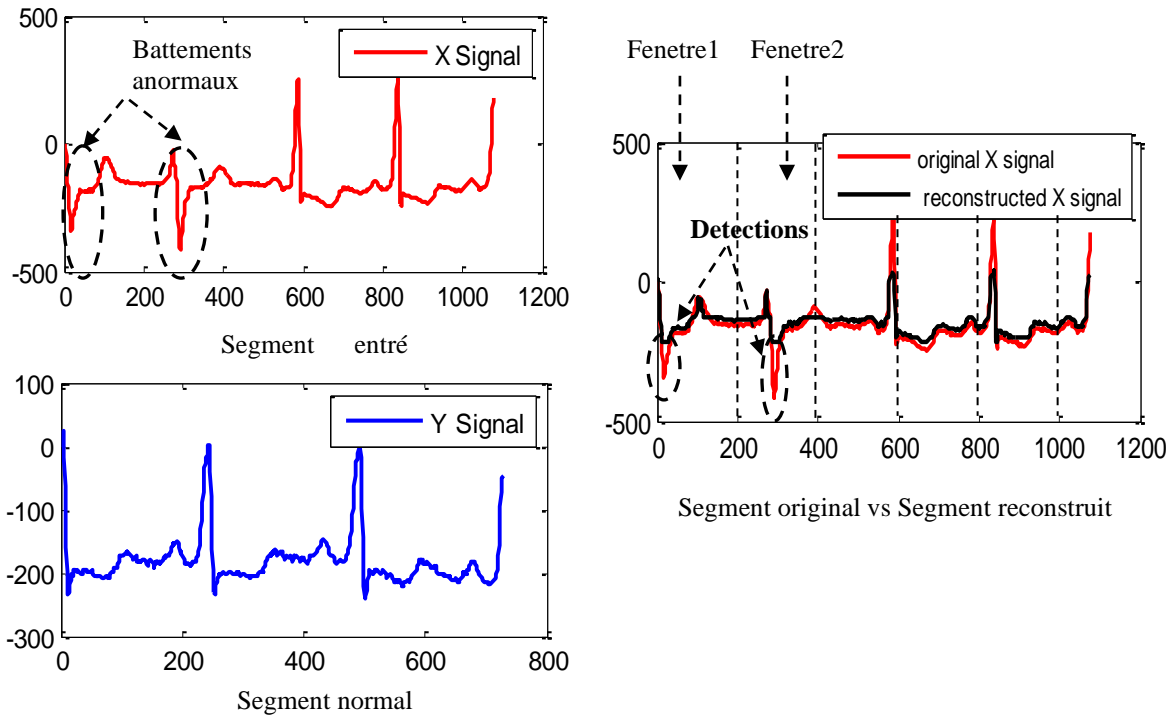 500
Battements
anormaux
X Signal
0
-500
0 200 400 600 800 1000 1200
Segment entré
100
Y Signal
0
-100
-200
-300
0 200 400 600 800
Segment normal
Fenetre1 Fenetre2
500
original X signal
reconstructed X signal
Detections
0
-500
0 200 400 600 800 1000 1200
Segment original vs Segment reconstruit